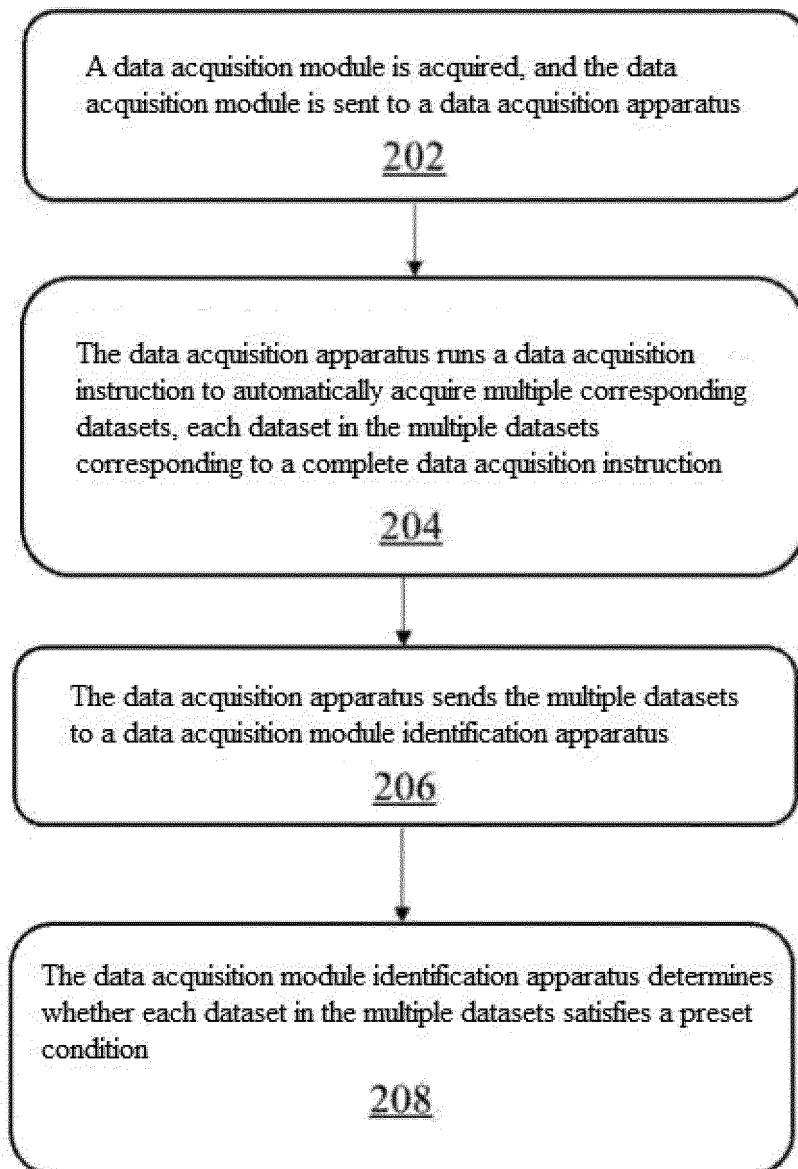 A data acquisition module is acquired, and the data
acquisition module is sent to a data acquisition apparatus
202
The data acquisition apparatus runs a data acquisition
instruction to automatically acquire multiple corresponding
datasets, each dataset in the multiple datasets
corresponding to a complete data acquisition instruction
204
The data acquisition apparatus sends the multiple datasets
to a data acquisition module identification apparatus
206
The data acquisition module identification apparatus determines
whether each dataset in the multiple datasets satisfies a preset
condition
208